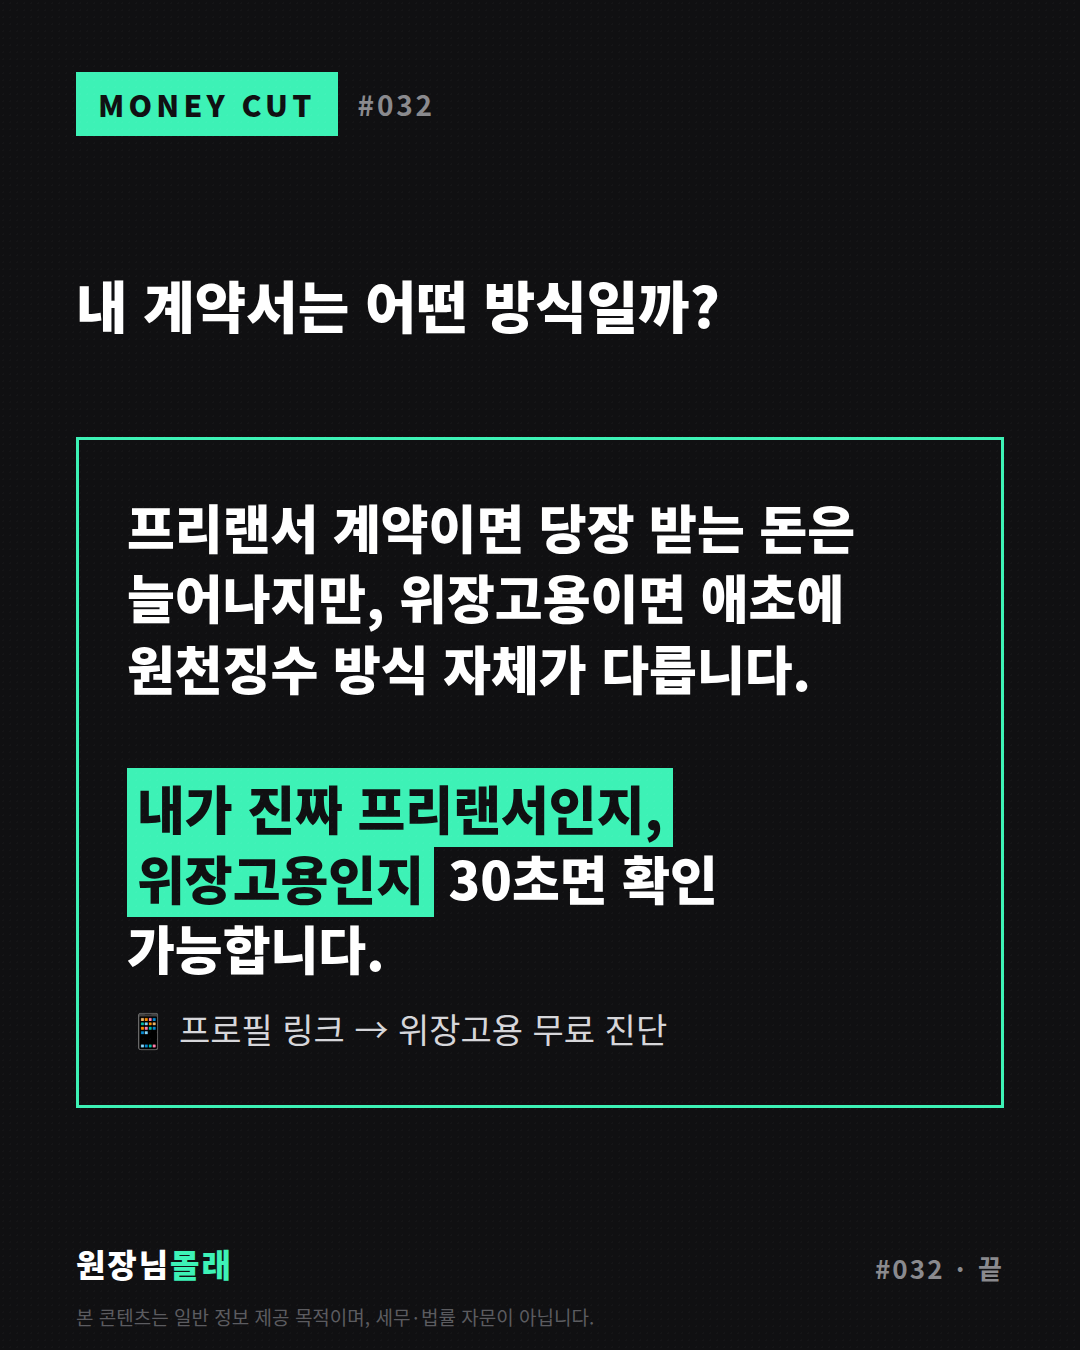 MONEY CUT #032
내 계약서는 어떤 방식일까?
프리랜서 계약이면 당장 받는 돈은
늘어나지만, 위장고용이면 애초에
원천징수 방식 자체가 다릅니다.
내가 진짜 프리랜서인지,
위장고용인지 30초면 확인
가능합니다.
📱 프로필 링크 → 위장고용 무료 진단
원장님몰래
#032 · 끝
본 콘텐츠는 일반 정보 제공 목적이며, 세무·법률 자문이 아닙니다.